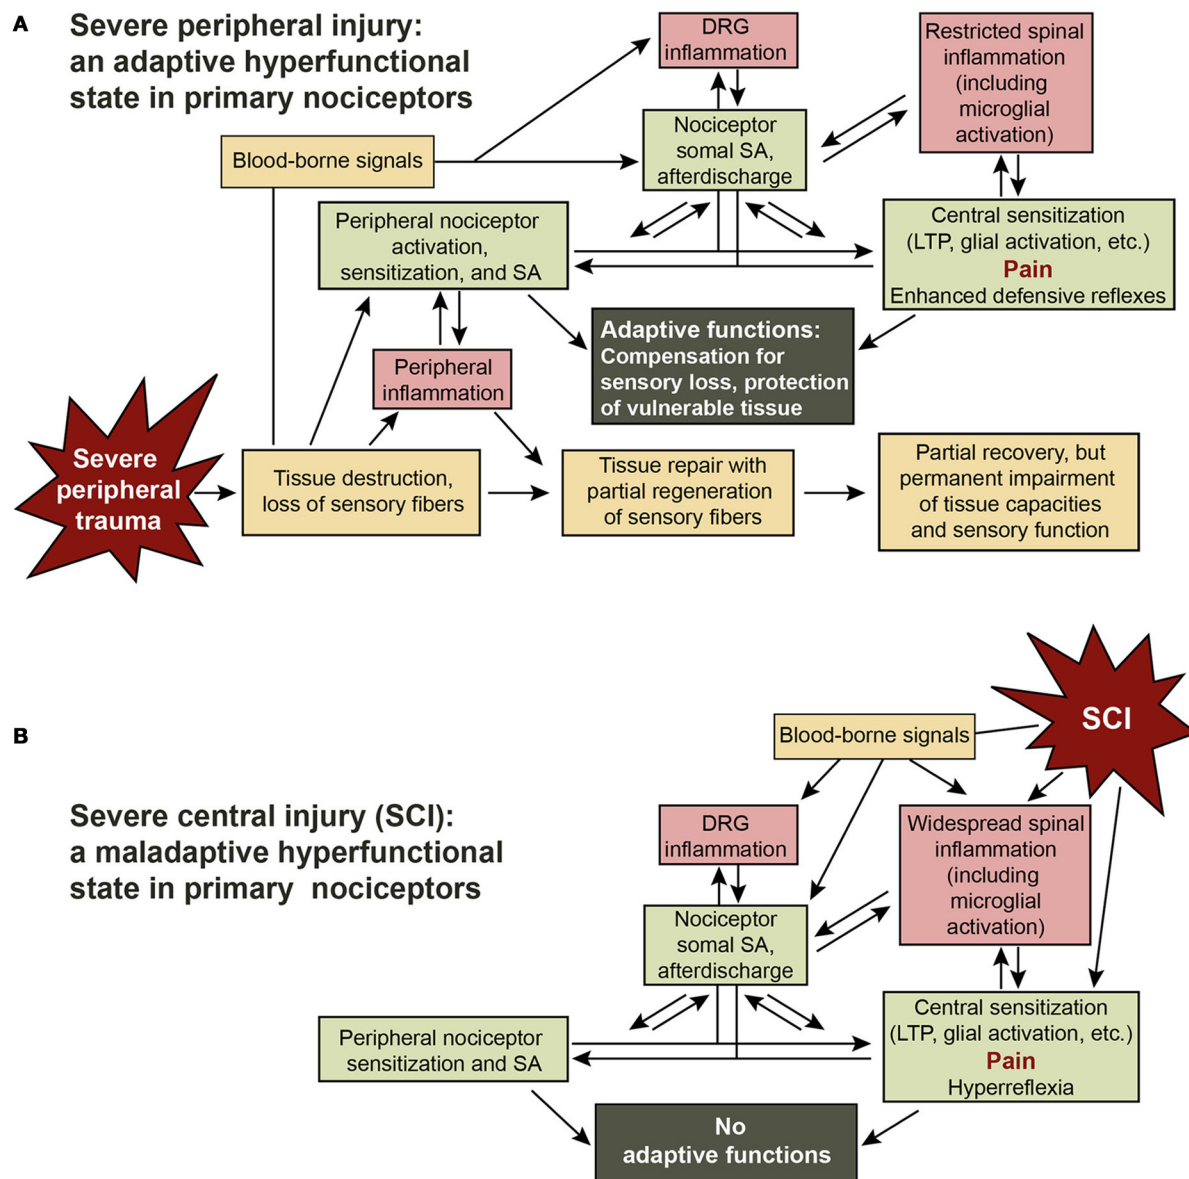 A
Severe peripheral injury:
an adaptive hyperfunctional
state in primary nociceptors
DRG
inflammation
Restricted spinal
inflammation
(including
microglial
activation)
Blood-borne signals
Nociceptor
somal SA,
afterdischarge
Peripheral nociceptor
activation,
sensitization, and SA
Central sensitization
(LTP, glial activation, etc.)
Pain
Enhanced defensive reflexes
Adaptive functions:
Compensation for
sensory loss, protection
of vulnerable tissue
Peripheral
inflammation
Severe
peripheral
trauma
Tissue destruction,
loss of sensory fibers
Tissue repair with
partial regeneration
of sensory fibers
Partial recovery, but
permanent impairment
of tissue capacities
and sensory function
B
Severe central injury (SCI):
a maladaptive hyperfunctional
state in primary nociceptors
SCI
Blood-borne signals
DRG
inflammation
Widespread spinal
inflammation
(including
microglial
activation)
Nociceptor
somal SA,
afterdischarge
Peripheral nociceptor
sensitization and SA
Central sensitization
(LTP, glial activation, etc.)
Pain
Hyperreflexia
No
adaptive functions